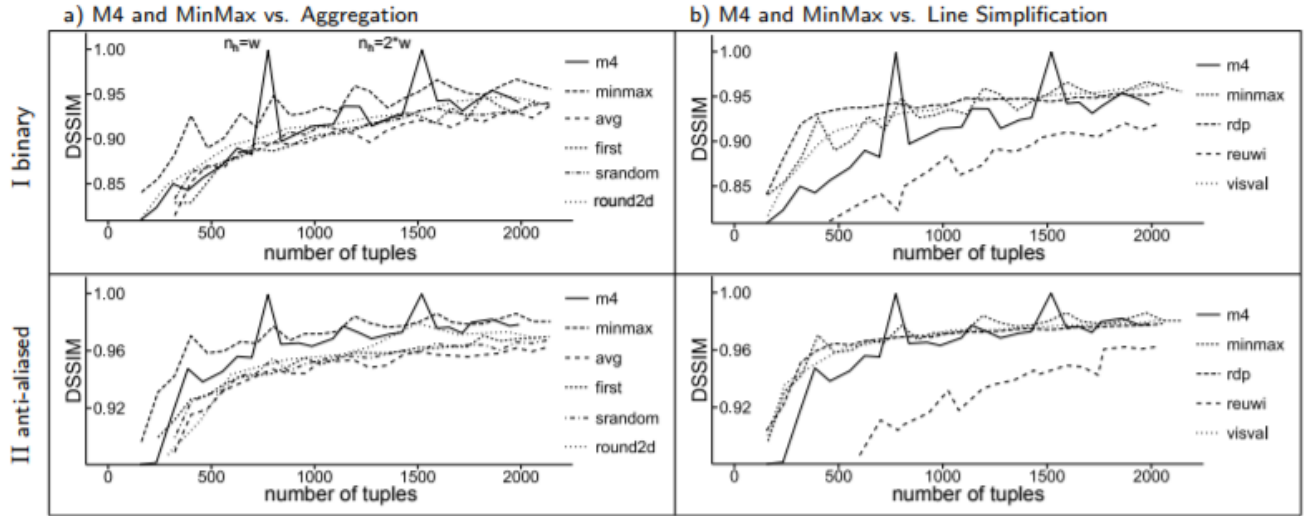 a) M4 and MinMax vs. Aggregation
b) M4 and MinMax vs. Line Simplification
I binary
DSSIM
1.00
0.95
0.90
0.85
nh=w
nh=2*w
m4
minmax
avg
first
srandom
round2d
0
500
1000
1500
2000
number of tuples
DSSIM
1.00
0.95
0.90
0.85
m4
minmax
rdp
reuwi
visval
0
500
1000
1500
2000
number of tuples
II anti-aliased
DSSIM
1.00
0.96
0.92
m4
minmax
avg
first
srandom
round2d
0
500
1000
1500
2000
number of tuples
DSSIM
1.00
0.96
0.92
m4
minmax
rdp
reuwi
visval
0
500
1000
1500
2000
number of tuples